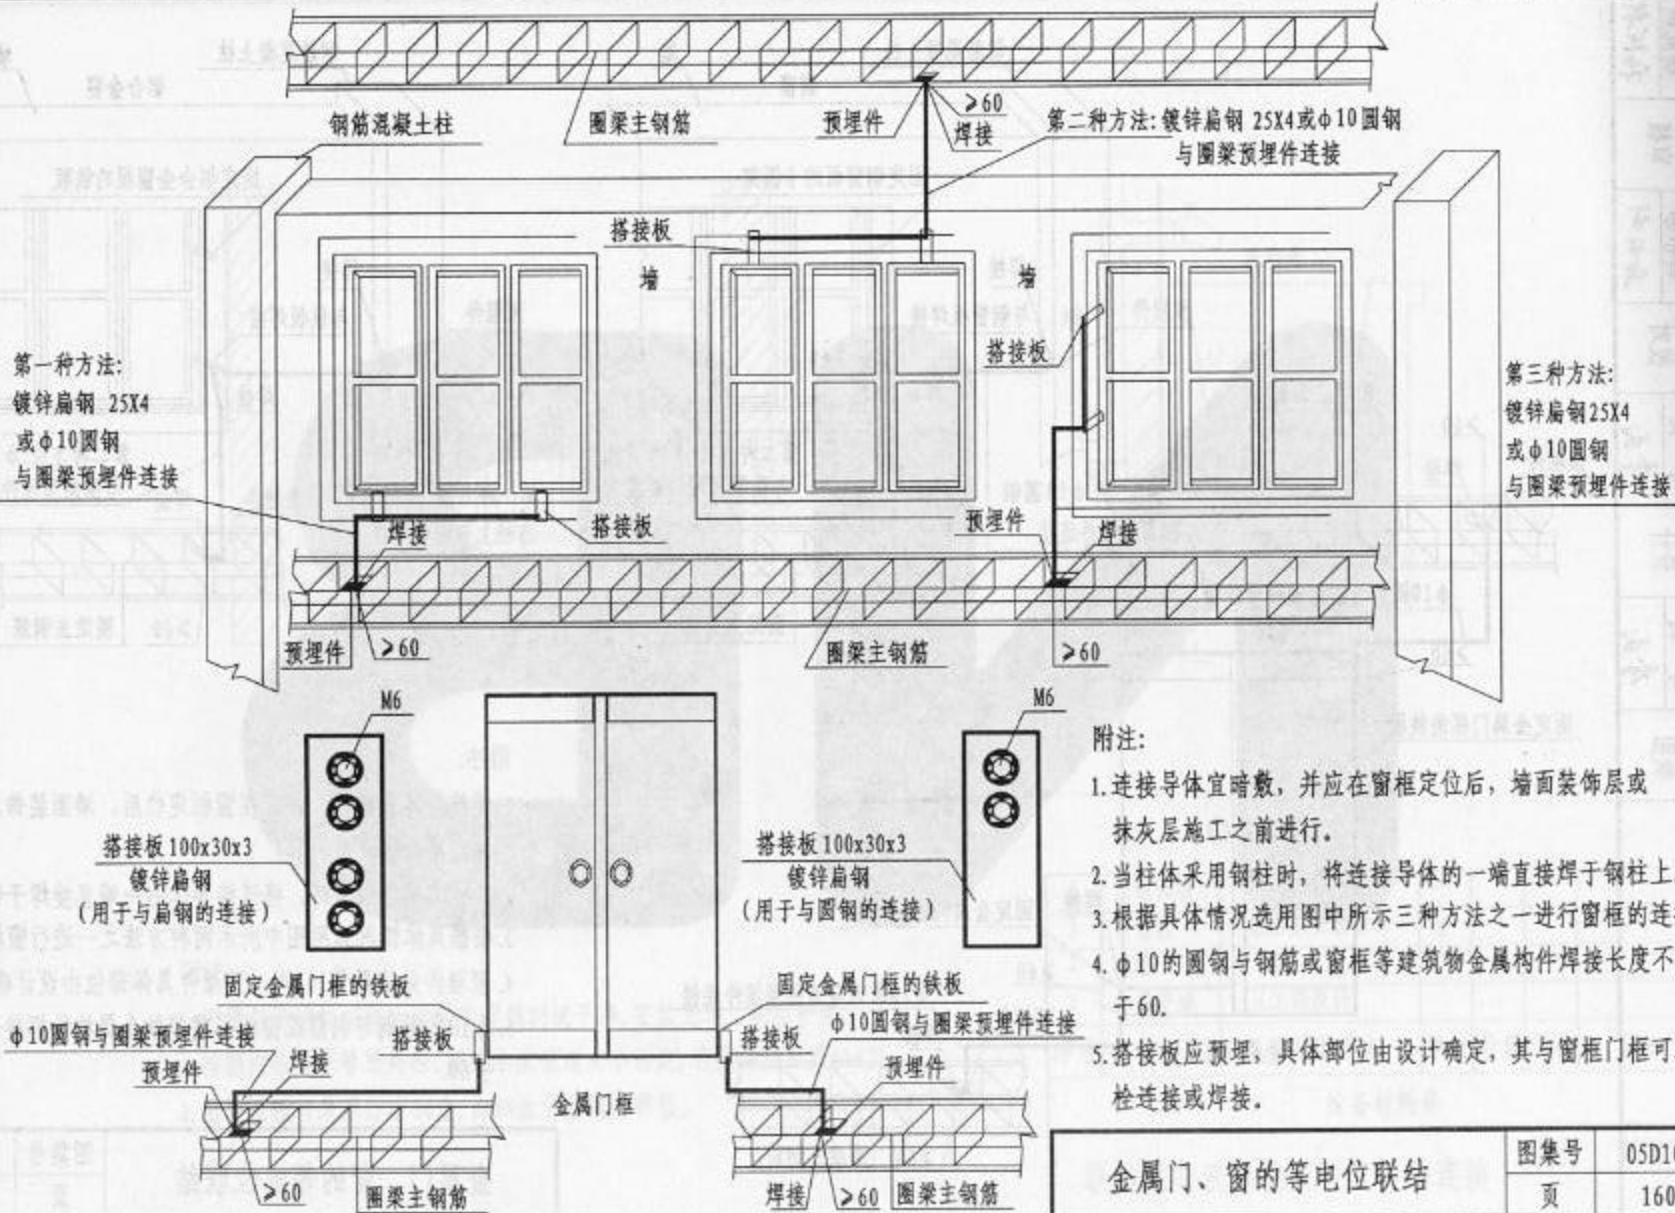 钢筋混凝土柱
圈梁主钢筋
预埋件
≥60
焊接
第二种方法:镀锌扁钢 25X4或φ10圆钢
与圈梁预埋件连接
搭接板
墙
墙
搭接板
第一种方法:
镀锌扁钢 25X4
或φ10圆钢
与圈梁预埋件连接
第三种方法:
镀锌扁钢25X4
或φ10圆钢
与圈梁预埋件连接
焊接
搭接板
预埋件
焊接
预埋件
≥60
圈梁主钢筋
≥60
M6
搭接板100x30x3
镀锌扁钢
(用于与扁钢的连接)
M6
搭接板100x30x3
镀锌扁钢
(用于与圆钢的连接)
固定金属门框的铁板
固定金属门框的铁板
φ10圆钢与圈梁预埋件连接
搭接板
搭接板
φ10圆钢与圈梁预埋件连接
预埋件
焊接
预埋件
金属门框
≥60
圈梁主钢筋
焊接
≥60
圈梁主钢筋
附注:
1.连接导体宜暗敷，并应在窗框定位后，墙面装饰层或
抹灰层施工之前进行.
2.当柱体采用钢柱时，将连接导体的一端直接焊于钢柱上
3.根据具体情况选用图中所示三种方法之一进行窗框的连
4.φ10的圆钢与钢筋或窗框等建筑物金属构件焊接长度不
于60.
5.搭接板应预埋，具体部位由设计确定，其与窗框门框可
栓连接或焊接.
金属门、窗的等电位联结
图集号
05D10
页
160